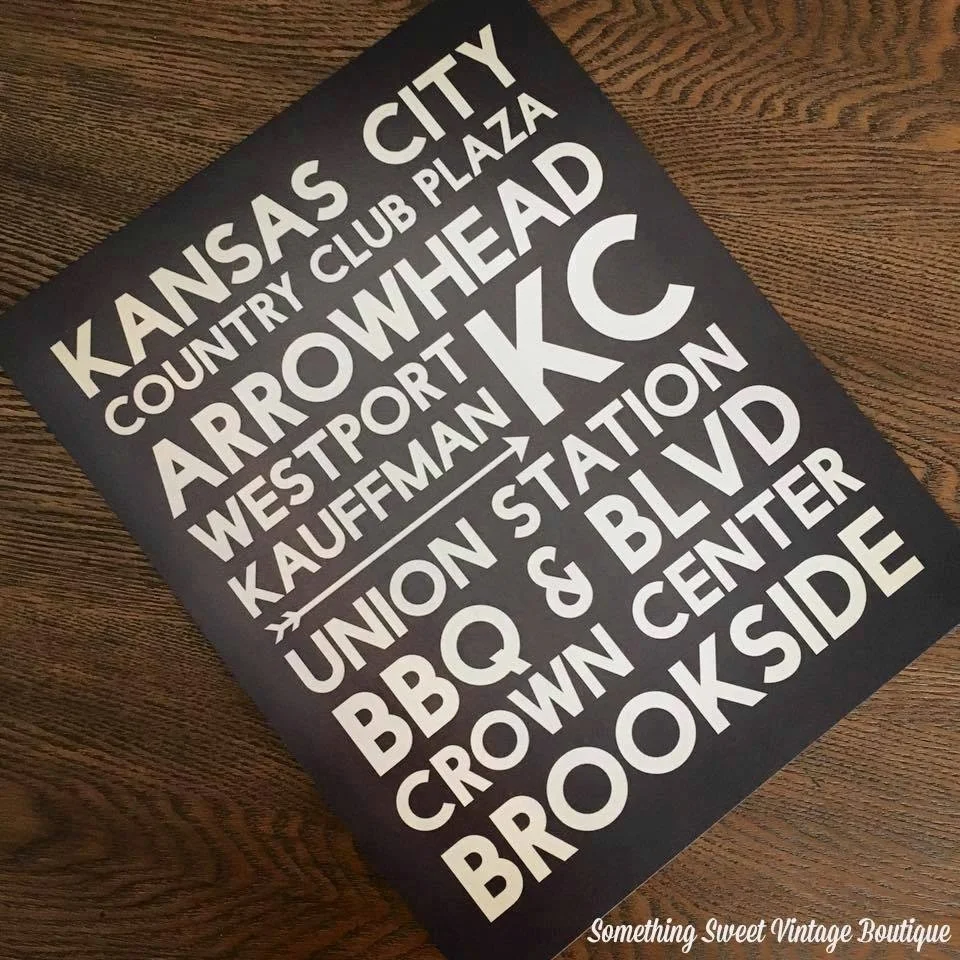 KANSAS CITY
COUNTRY CLUB PLAZA
ARROWHEAD
WESTPORT
KAUFFMAN
KC
UNION STATION
BBQ & BLVD
CROWN CENTER
BROOKSIDE
Something Sweet Vintage Boutique